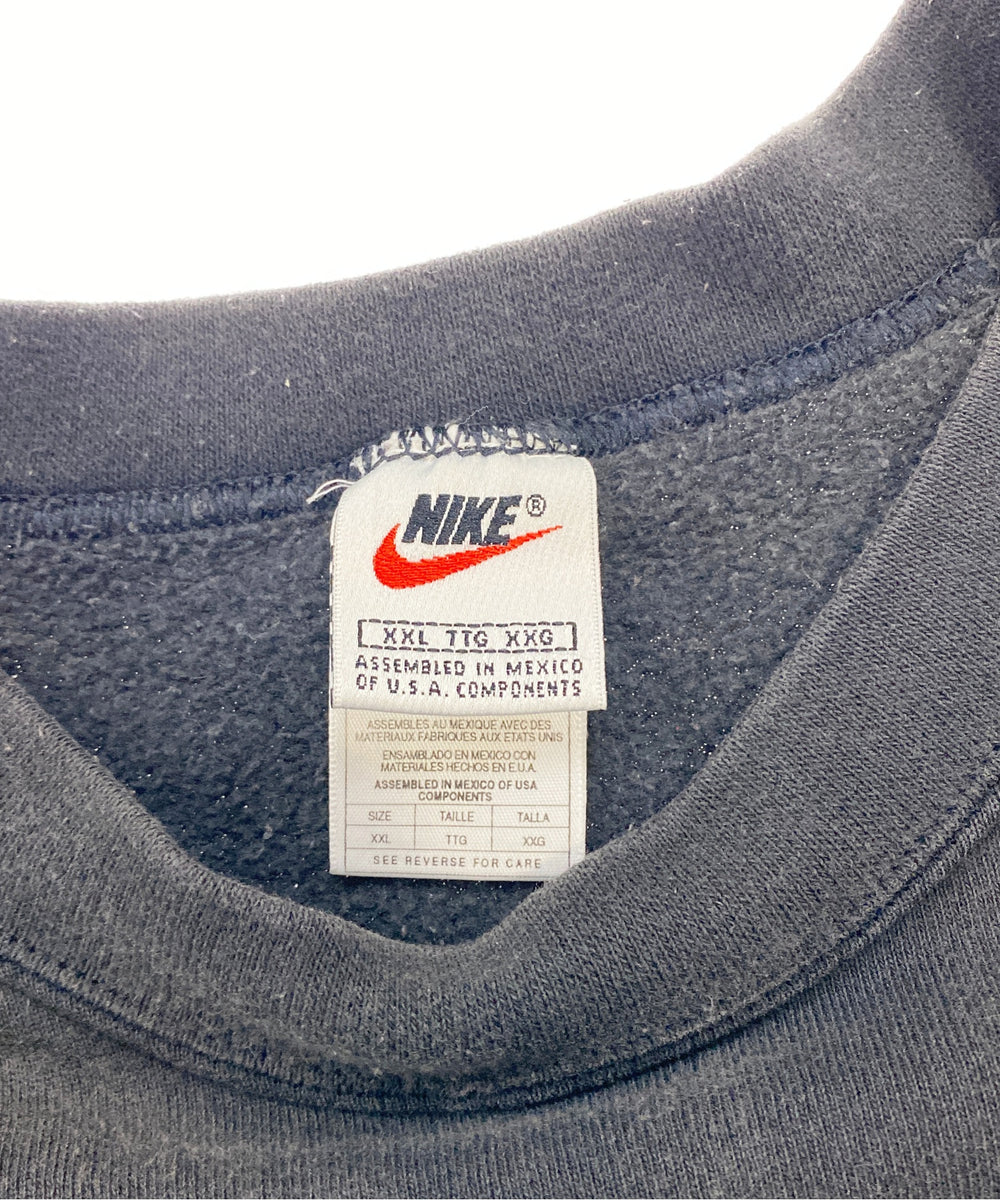 NIKE®
XXL TTG XXG
ASSEMBLED IN MEXICO
OF U.S.A. COMPONENTS
ASSEMBLES AU MEXIQUE AVEC DES
MATERIAUX FABRIQUES AUX ETATS UNIS
ENSAMBLADO EN MEXICO CON
MATERIALES HECHOS EN E.U.A.
ASSEMBLED IN MEXICO OF USA
COMPONENTS
SIZE TAILLE TALLA
XXL TTG XXG
SEE REVERSE FOR CARE